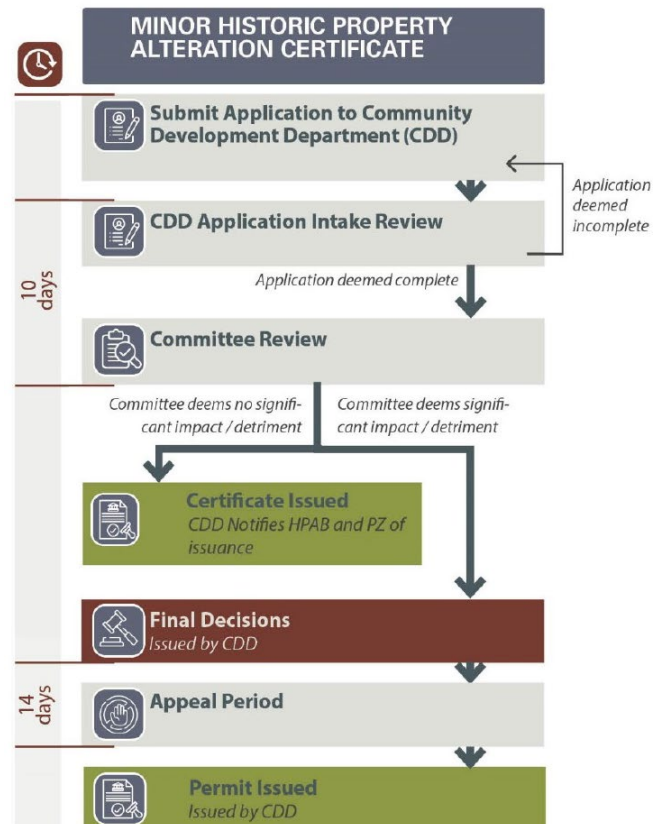 MINOR HISTORIC PROPERTY
ALTERATION CERTIFICATE
Submit Application to Community
Development Department (CDD)
Application
deemed
incomplete
CDD Application Intake Review
Application deemed complete
10
days
Committee Review
Committee deems no signifi-
cant impact / detriment
Committee deems signifi-
cant impact / detriment
Certificate Issued
CDD Notifies HPAB and PZ of
issuance
Final Decisions
Issued by CDD
14
days
Appeal Period
Permit Issued
Issued by CDD